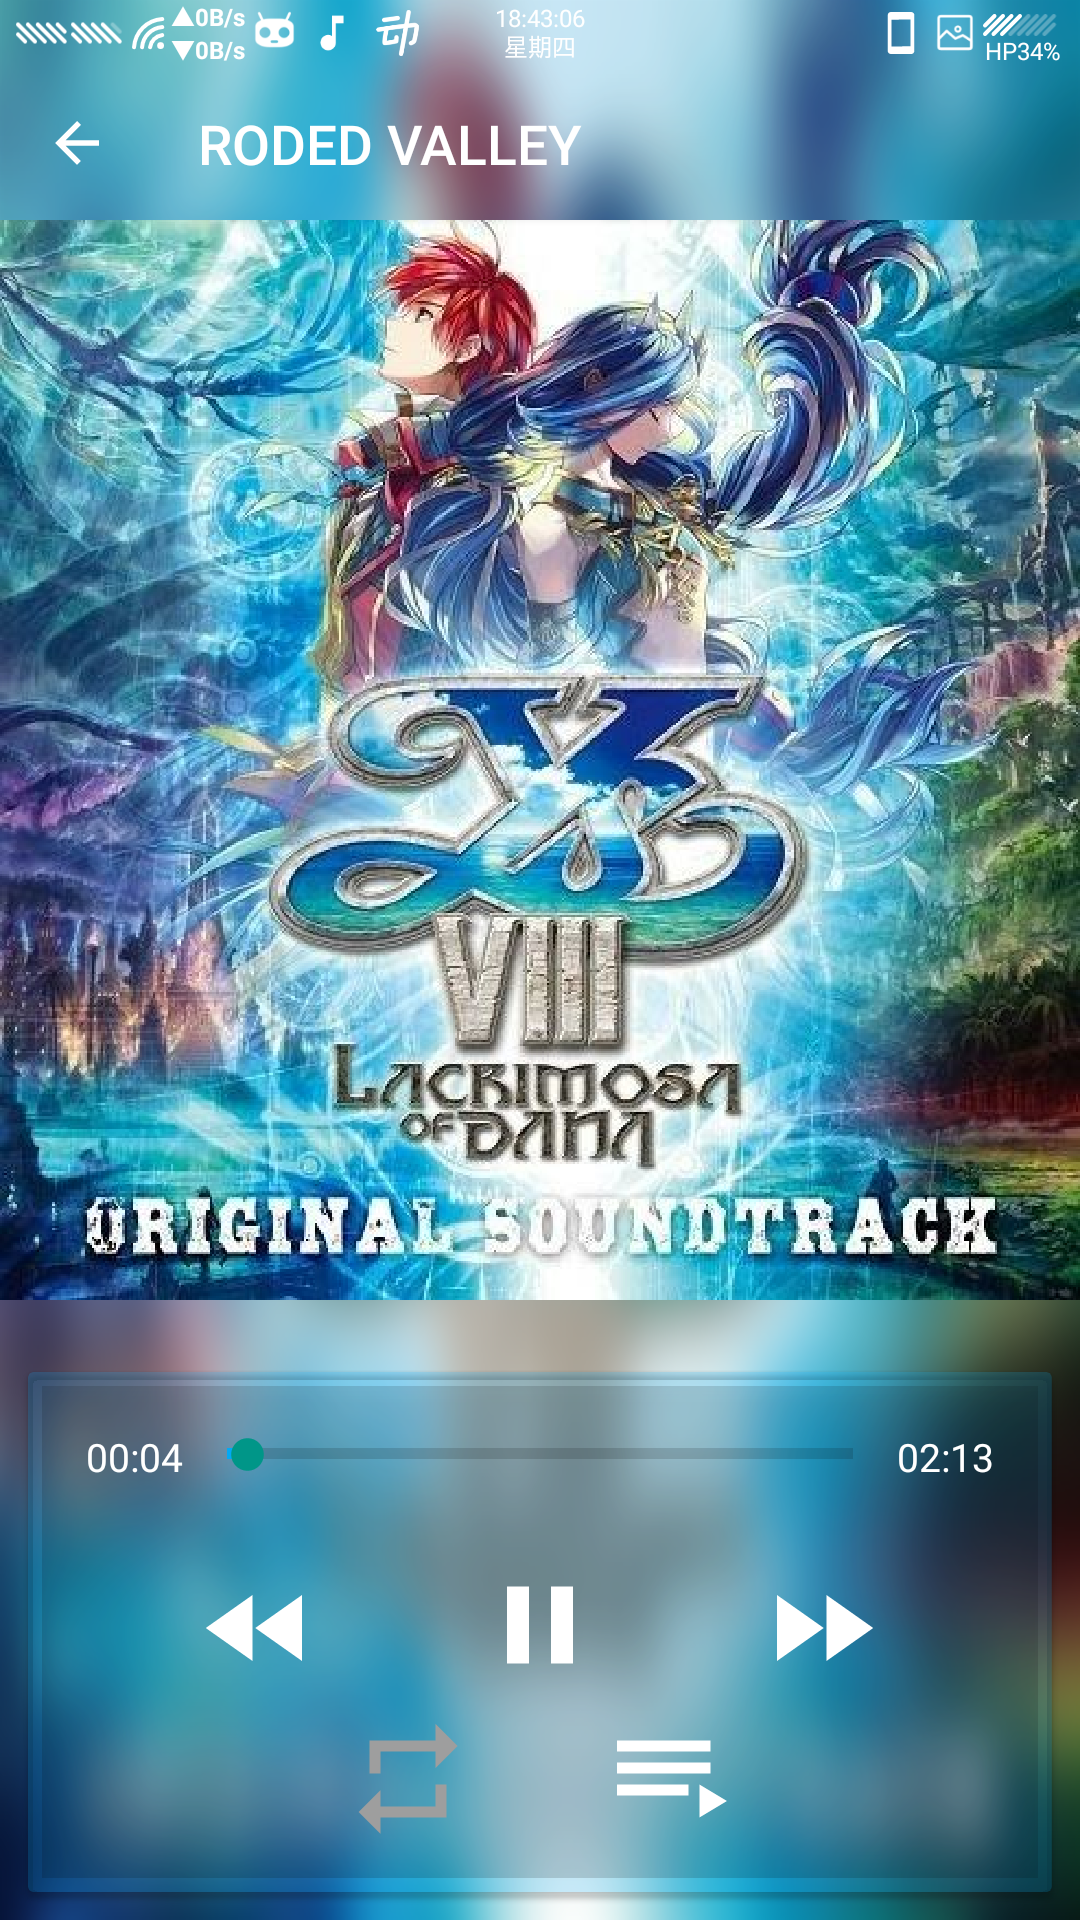 ▲0B/s
▼0B/s
动
18:43:06
星期四
HP34%
RODED VALLEY
Ys
VIII
LACRIMOSA
OF DANA
ORIGINAL SOUNDTRACK
00:04
02:13